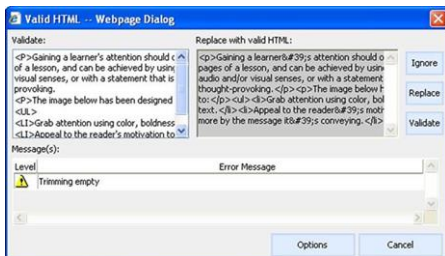 Valid HTML -- Webpage Dialog
Validate:
Replace with valid HTML:
<P>Gaining a learner's attention should c
of a lesson, and can be achieved by using
visual senses, or with a statement that is
provoking.
<P>The image below has been designed
<UL>
<LI>Grab attention using color, boldness
<LI>Appeal to the reader's motivation to
<p>Gaining a learner&#39;s attention should o
pages of a lesson, and can be achieved by usin
audio and/or visual senses, or with a statement
thought-provoking.</p> <p>The image below h
to:</p><ul> <li>Grab attention using color, bol
text.</li> <li>Appeal to the reader&#39;s moti
more by the message it&#39;s conveying.</li>
Ignore
Replace
Validate
Message(s):
Level
Error Message
Trimming empty
Options
Cancel